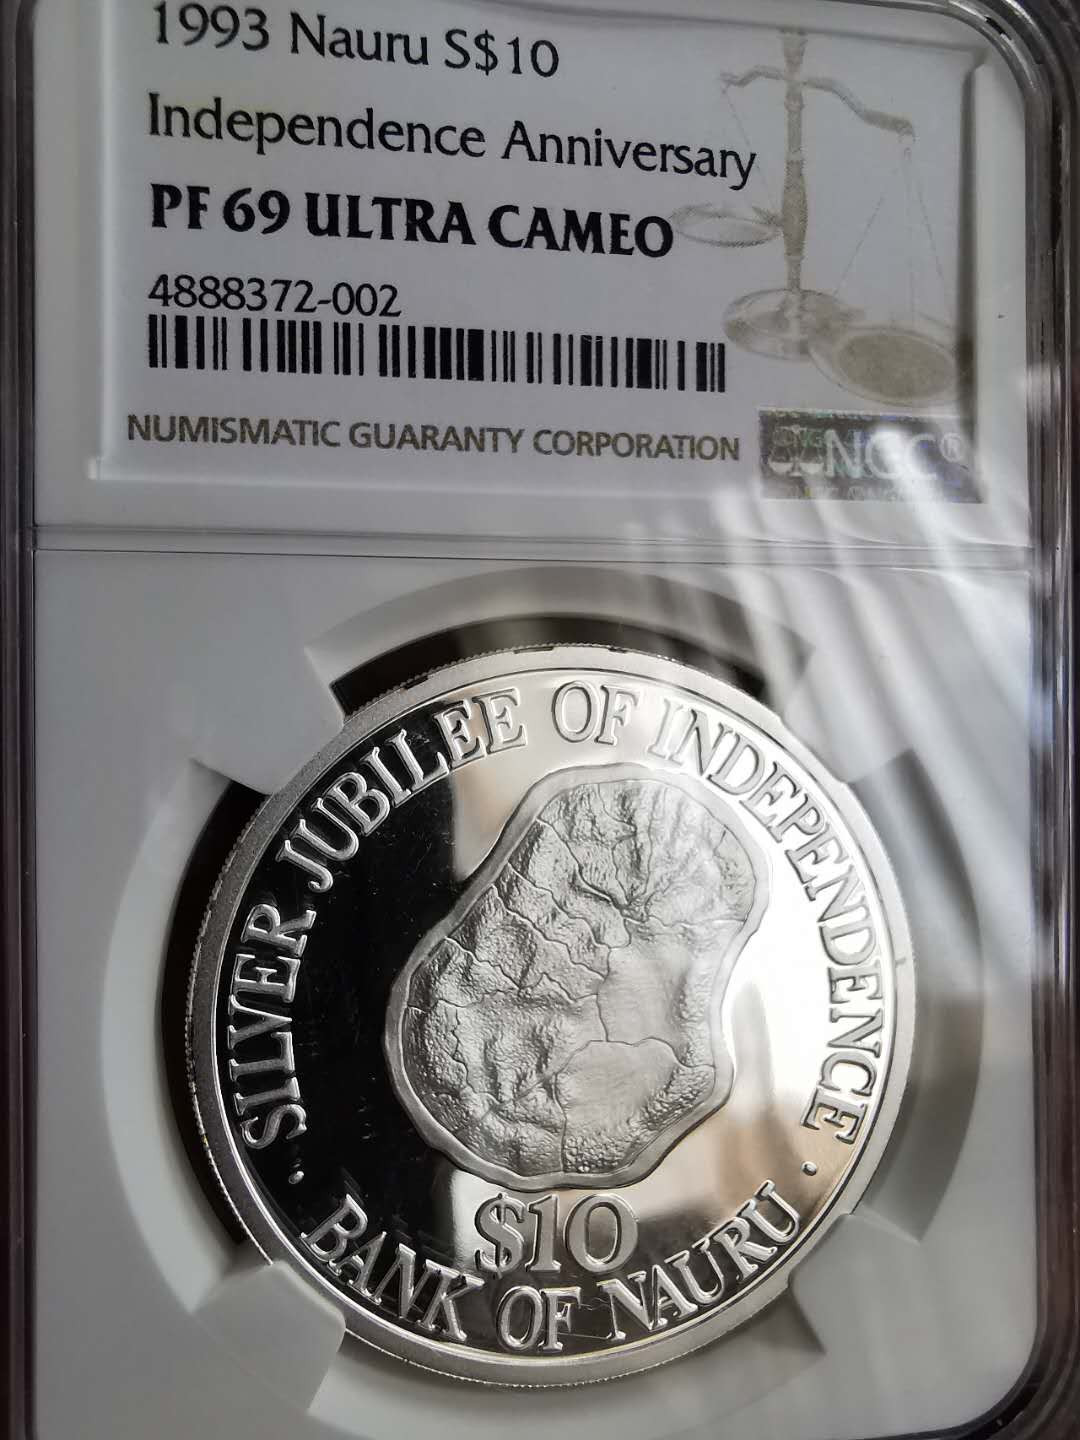 1993 Nauru S$10
Independence Anniversary
PF 69 ULTRA CAMEO
4888372-002
NUMISMATIC GUARANTY CORPORATION
NGC®
· SILVER JUBILEE OF INDEPENDENCE ·
$10
BANK OF NAURU